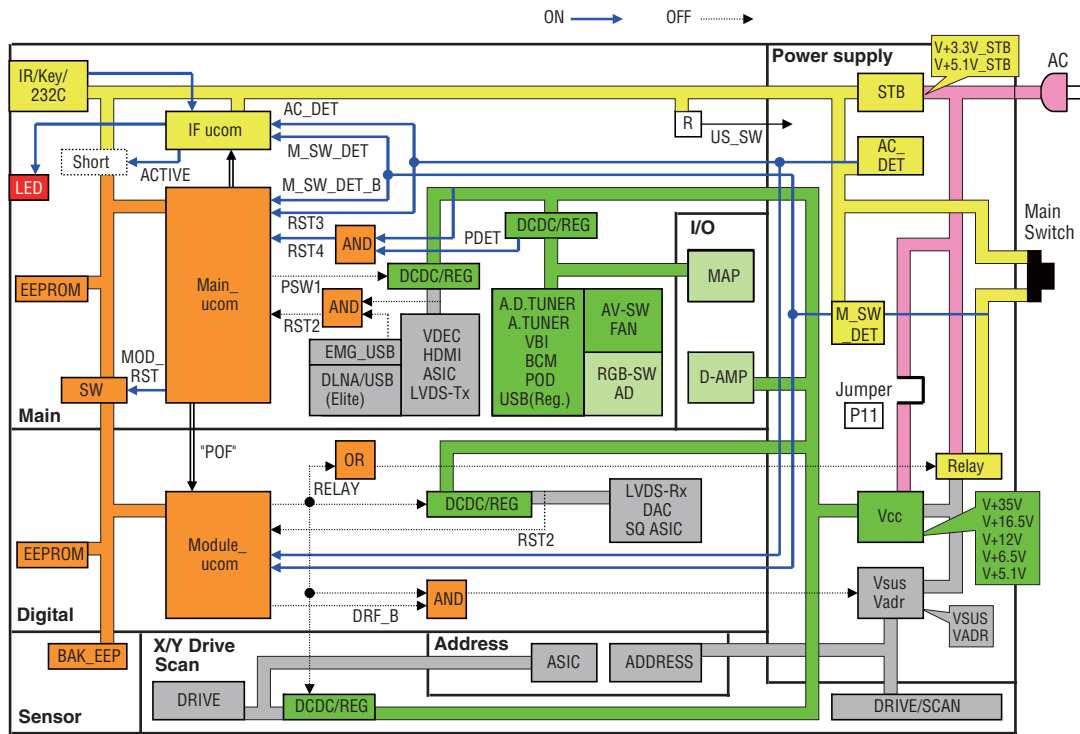 ON
OFF
Power supply
V+3.3V_STB
V+5.1V_STB
AC
IR/Key/
232C
STB
IF ucom
AC_DET
R
US_SW
Short
ACTIVE
M_SW_DET
AC_
DET
LED
M_SW_DET_B
RST3
RST4
AND
PDET
DCDC/REG
I/O
Main
Switch
Main_
ucom
DCDC/REG
MAP
EEPROM
PSW1
AND
RST2
A.D.TUNER
A.TUNER
VBI
BCM
POD
USB(Reg.)
AV-SW
FAN
M_SW
_DET
VDEC
HDMI
ASIC
LVDS-Tx
EMG_USB
DLNA/USB
(Elite)
RGB-SW
AD
D-AMP
MOD_
RST
SW
Jumper
P11
Main
"POF"
OR
RELAY
Relay
DCDC/REG
LVDS-Rx
DAC
SQ ASIC
Vcc
V+35V
V+16.5V
V+12V
V+6.5V
V+5.1V
RST2
EEPROM
Module_
ucom
Vsus
Vadr
AND
DRF_B
Digital
VSUS
VADR
BAK_EEP
X/Y Drive
Scan
Address
ASIC
ADDRESS
DRIVE
DCDC/REG
DRIVE/SCAN
Sensor